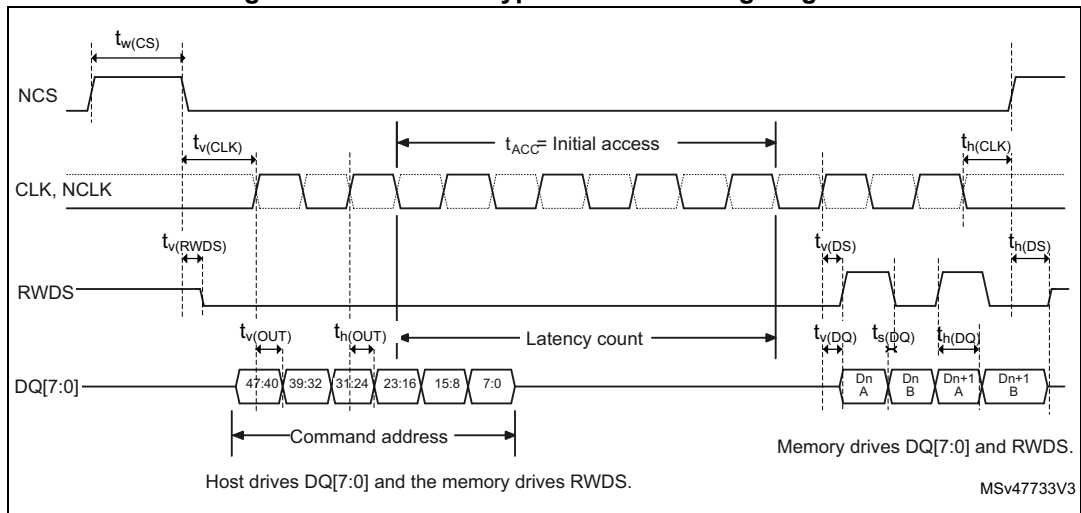 tw(CS)
NCS
tv(CLK)
tACC= Initial access
th(CLK)
CLK, NCLK
tv(RWDS)
tv(DS)
th(DS)
RWDS
tv(OUT)
th(OUT)
Latency count
tv(DQ)
ts(DQ)
th(DQ)
DQ[7:0]
47:40
39:32
31:24
23:16
15:8
7:0
Dn
A
Dn
B
Dn+1
A
Dn+1
B
Command address
Memory drives DQ[7:0] and RWDS.
Host drives DQ[7:0] and the memory drives RWDS.
MSv47733V3